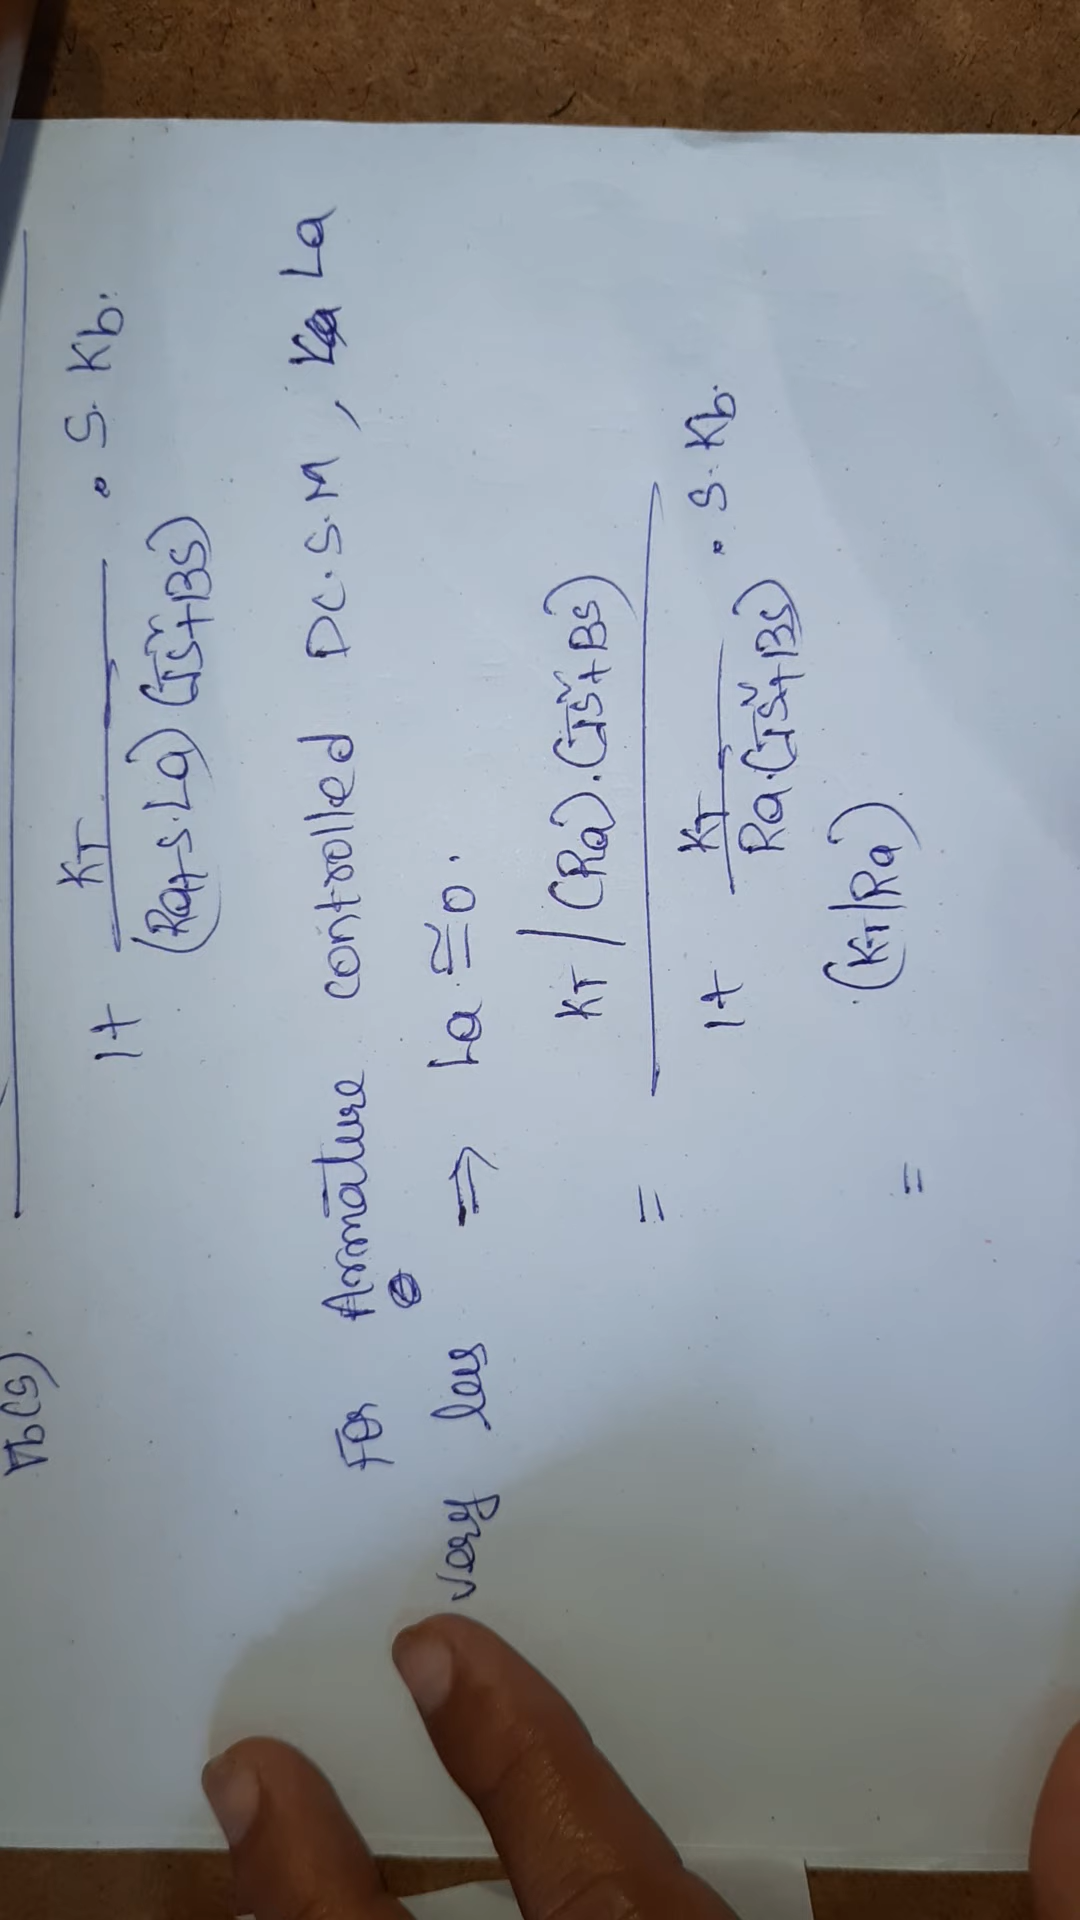 Vb(s).
KT
1+ ———— . S. Kb.
(Ra+S.La) (JS²+BS)
For Armature controlled D.C.S.M, La
very less ⇒ La ≅ 0.
KT / (Ra).(JS²+BS)
=
KT
1+ ———— . S. Kb.
Ra.(JS²+BS)
= (KT/Ra)